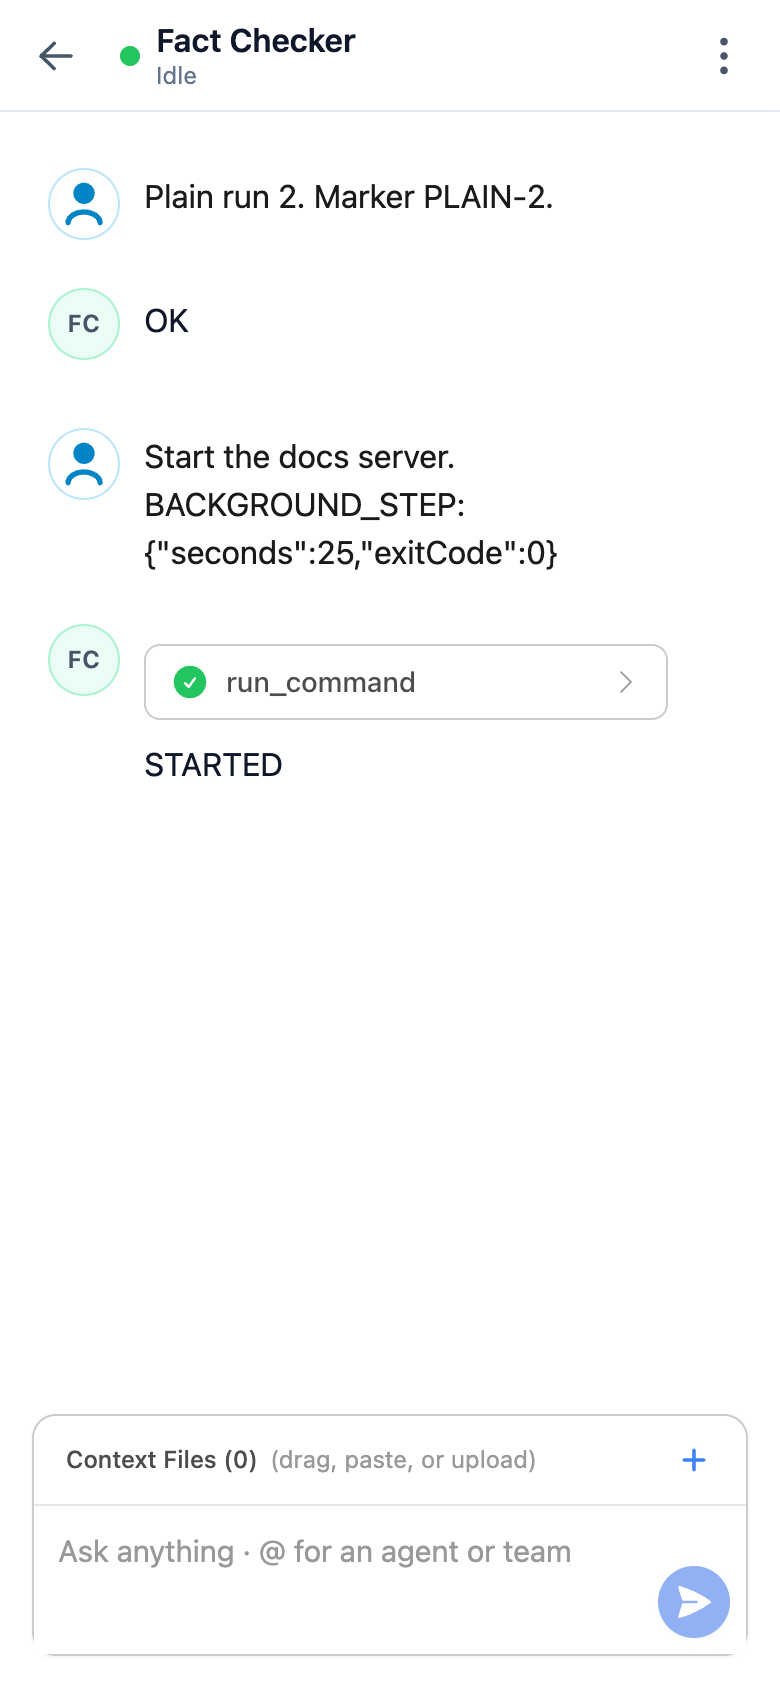 Fact Checker
Idle
Plain run 2. Marker PLAIN-2.
FC
OK
Start the docs server.
BACKGROUND_STEP:
{"seconds":25,"exitCode":0}
FC
run_command
STARTED
Context Files (0) (drag, paste, or upload)
Ask anything · @ for an agent or team